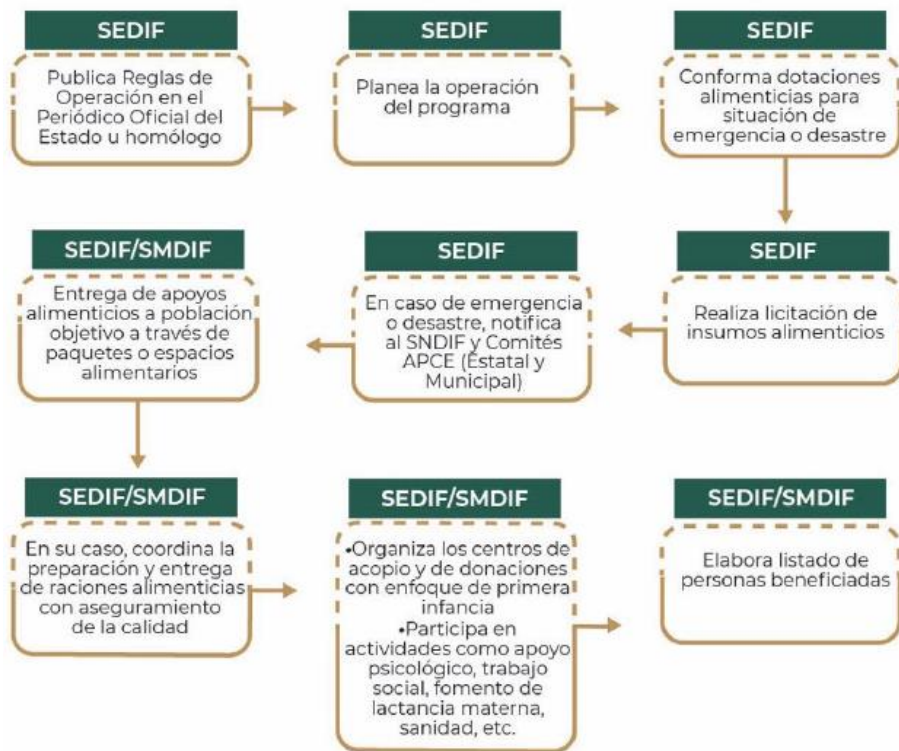 SEDIF
Publica Reglas de
Operación en el
Periódico Oficial del
Estado u homólogo
SEDIF
Planea la operación
del programa
SEDIF
Conforma dotaciones
alimenticias para
situación de
emergencia o desastre
SEDIF
Realiza licitación de
insumos alimenticios
SEDIF
En caso de emergencia
o desastre, notifica
al SNDIF y Comités
APCE (Estatal y
Municipal)
SEDIF/SMDIF
Entrega de apoyos
alimenticios a población
objetivo a través de
paquetes o espacios
alimentarios
SEDIF/SMDIF
En su caso, coordina la
preparación y entrega
de raciones alimenticias
con aseguramiento
de la calidad
SEDIF/SMDIF
•Organiza los centros de
acopio y de donaciones
con enfoque de primera
infancia
•Participa en
actividades como apoyo
psicológico, trabajo
social, fomento de
lactancia materna,
sanidad, etc.
SEDIF/SMDIF
Elabora listado de
personas beneficiadas